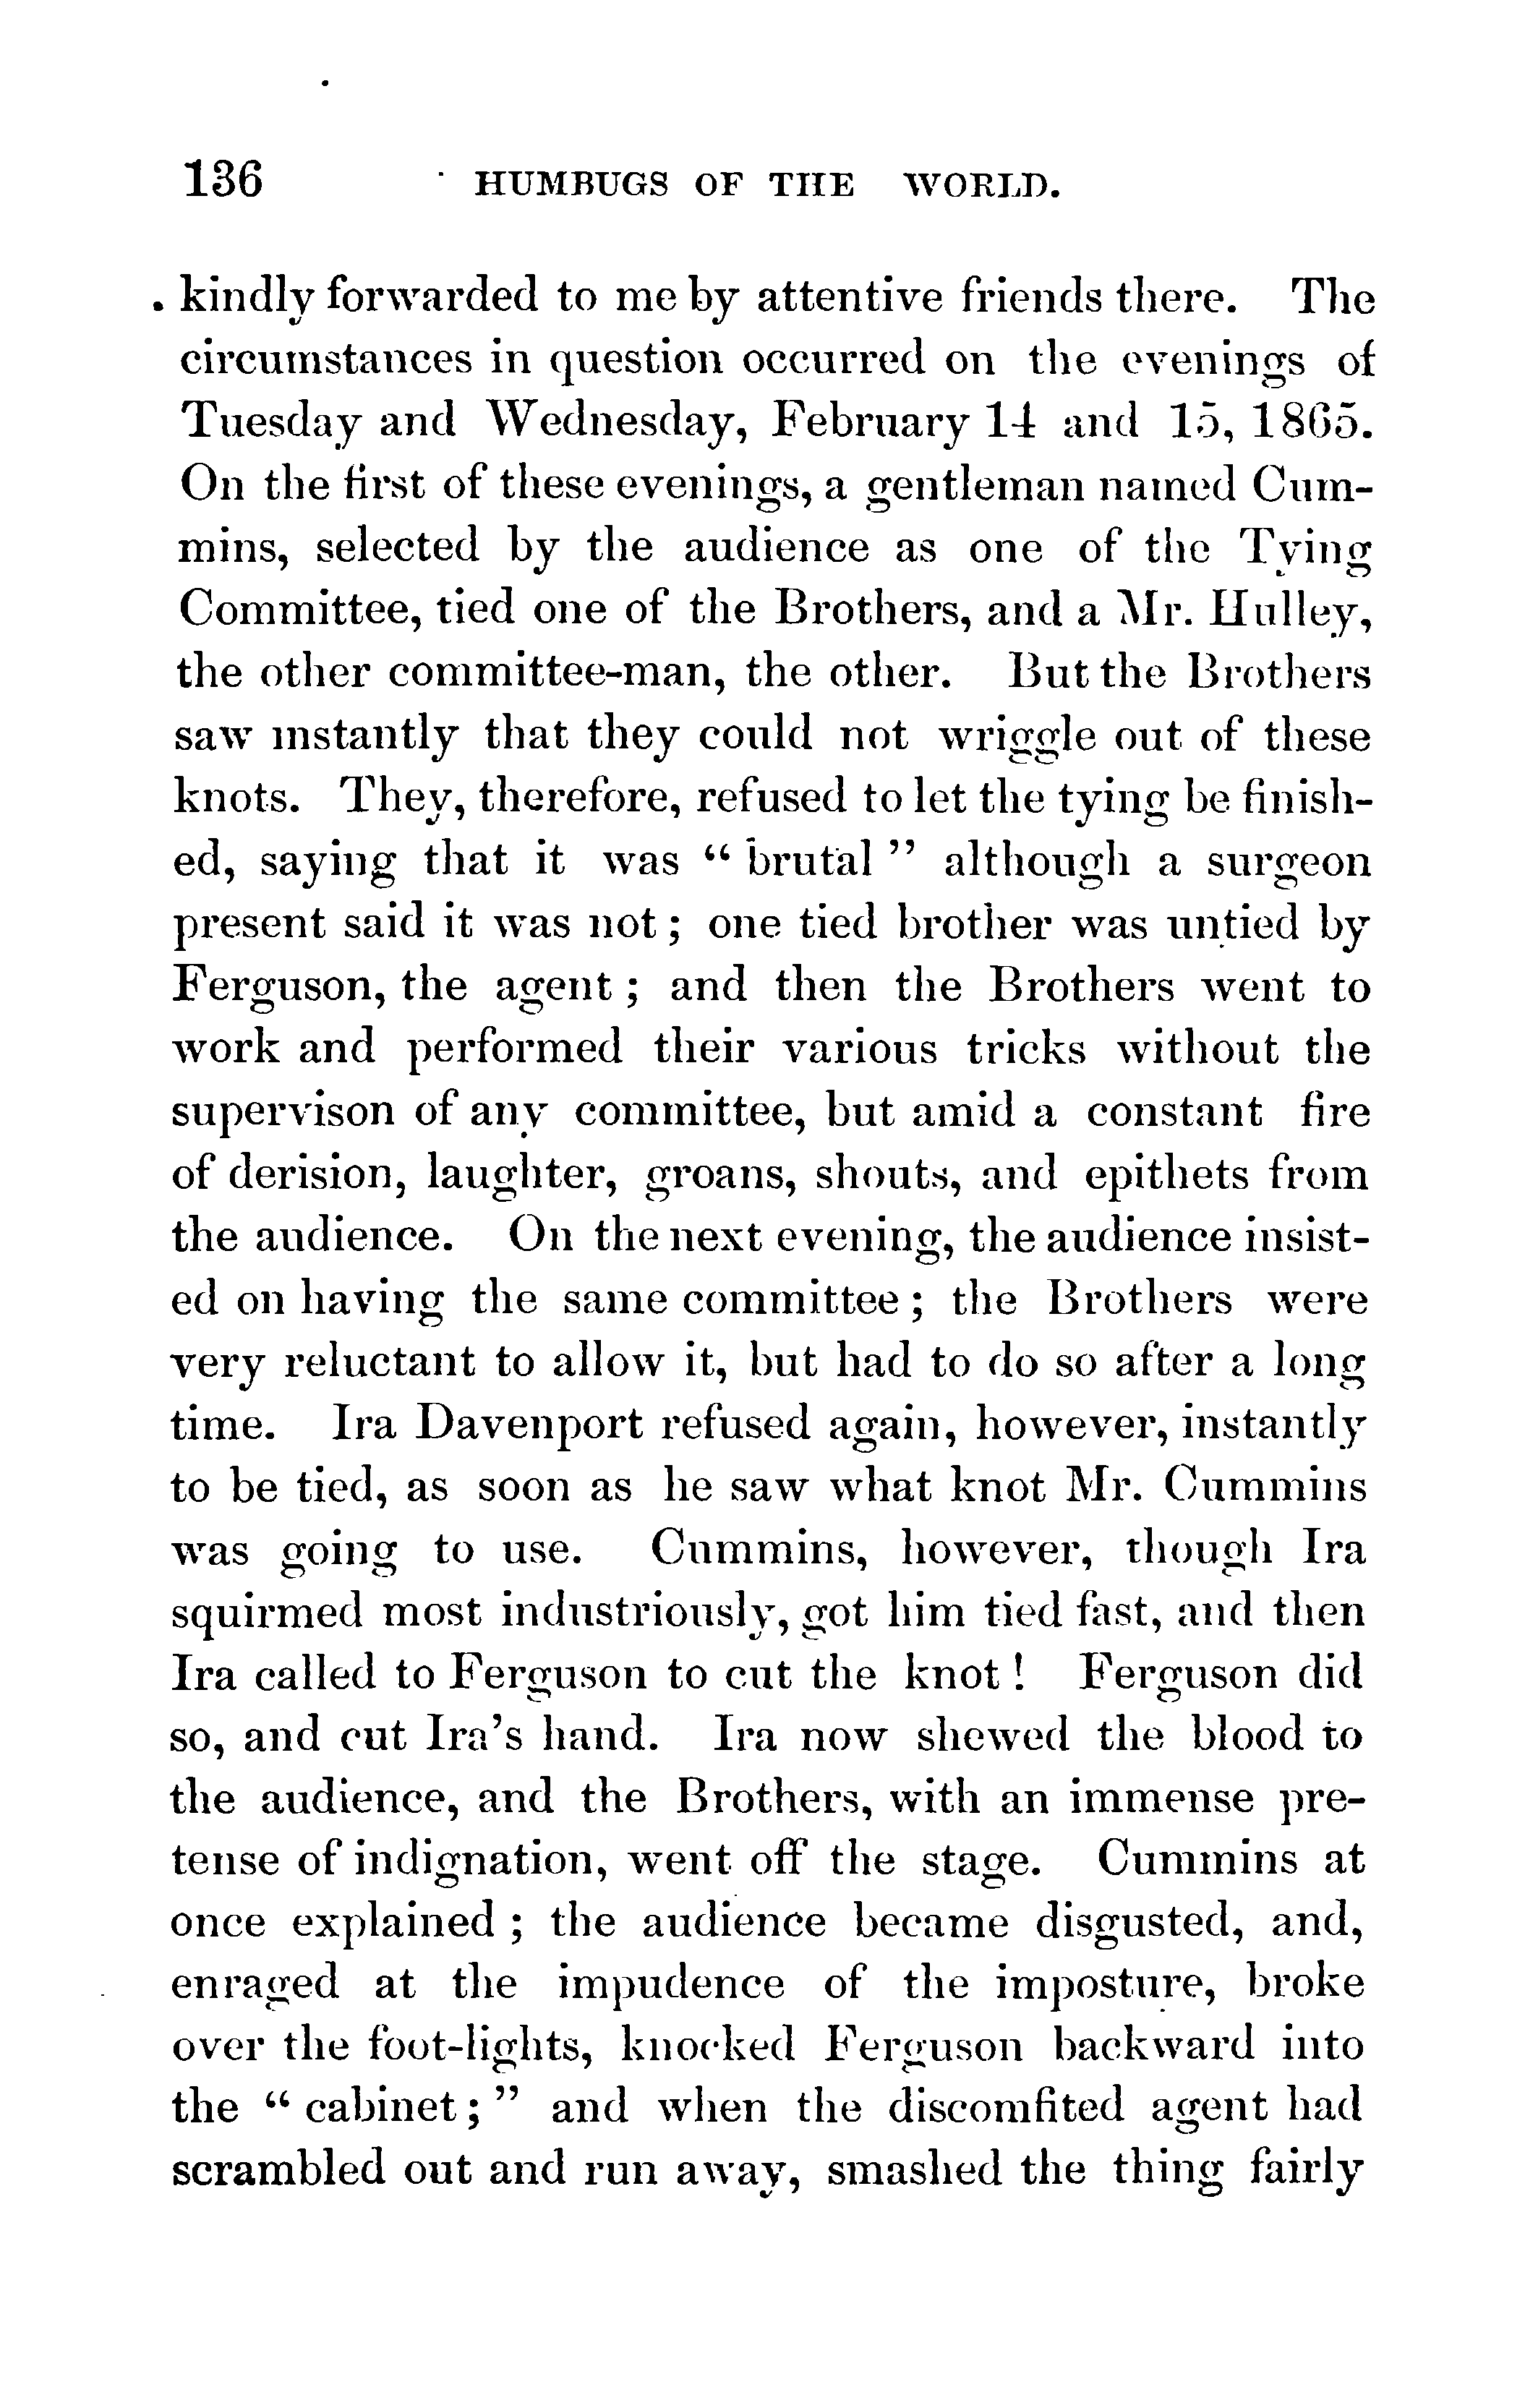 136 HUMBUGS OF THE WORLD.
kindly forwarded to me by attentive friends there. The
circumstances in question occurred on the evenings of
Tuesday and Wednesday, February 14 and 15, 1865.
On the first of these evenings, a gentleman named Cum-
mins, selected by the audience as one of the Tying
Committee, tied one of the Brothers, and a Mr. Hulley,
the other committee-man, the other. But the Brothers
saw instantly that they could not wriggle out of these
knots. They, therefore, refused to let the tying be finish-
ed, saying that it was “ brutal ” although a surgeon
present said it was not ; one tied brother was untied by
Ferguson, the agent ; and then the Brothers went to
work and performed their various tricks without the
supervison of any committee, but amid a constant fire
of derision, laughter, groans, shouts, and epithets from
the audience. On the next evening, the audience insist-
ed on having the same committee ; the Brothers were
very reluctant to allow it, but had to do so after a long
time. Ira Davenport refused again, however, instantly
to be tied, as soon as he saw what knot Mr. Cummins
was going to use. Cummins, however, though Ira
squirmed most industriously, got him tied fast, and then
Ira called to Ferguson to cut the knot ! Ferguson did
so, and cut Ira’s hand. Ira now shewed the blood to
the audience, and the Brothers, with an immense pre-
tense of indignation, went off the stage. Cummins at
once explained ; the audience became disgusted, and,
enraged at the impudence of the imposture, broke
over the foot-lights, knocked Ferguson backward into
the “ cabinet ; ” and when the discomfited agent had
scrambled out and run away, smashed the thing fairly